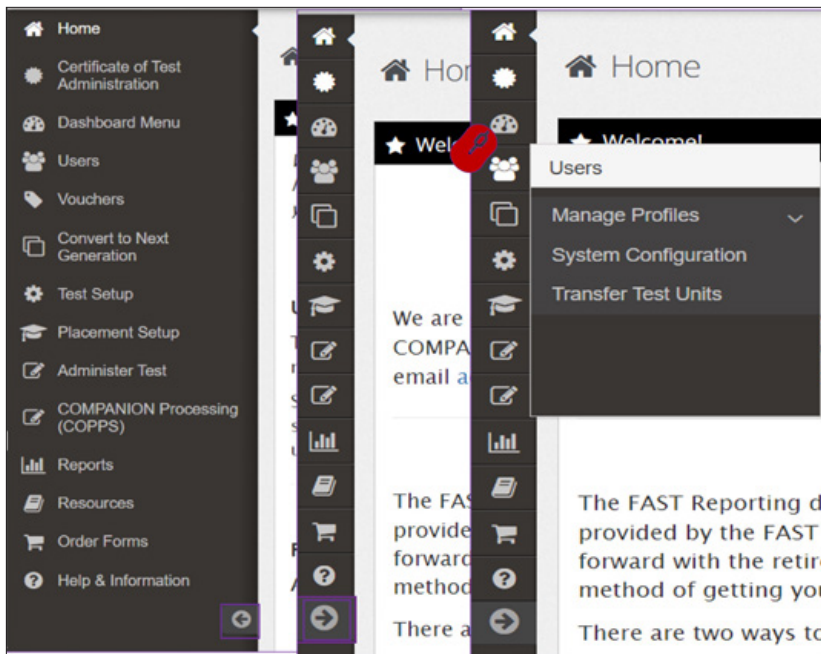 Home
Certificate of Test
Administration
Dashboard Menu
Users
Vouchers
Convert to Next
Generation
Test Setup
Placement Setup
Administer Test
COMPANION Processing
(COPPS)
Reports
Resources
Order Forms
Help & Information
Hor
Wel
We are
COMPA
email a
The FAS
provide
forward
method
There a
Home
Welcome!
Users
Manage Profiles
System Configuration
Transfer Test Units
The FAST Reporting d
provided by the FAST
forward with the retir
method of getting you
There are two ways to